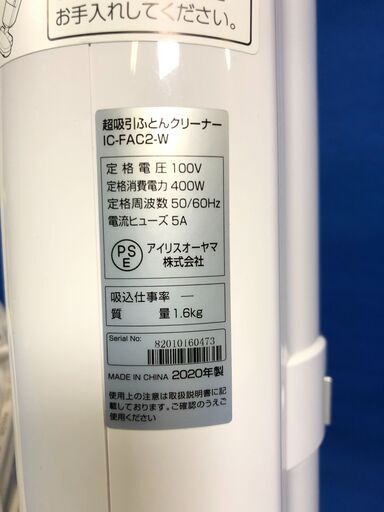 お手入れしてください。
超吸引ふとんクリーナー
IC-FAC2-W
定格電圧 100V
定格消費電力 400W
定格周波数 50/60Hz
電流ヒューズ 5A
PSE
アイリスオーヤマ
株式会社
吸込仕事率 ―
質量 1.6kg
Serial No: 82010160473
MADE IN CHINA 2020年製
使用上の注意は取扱説明書に記
載しております。ご確認のうえご
使用ください。